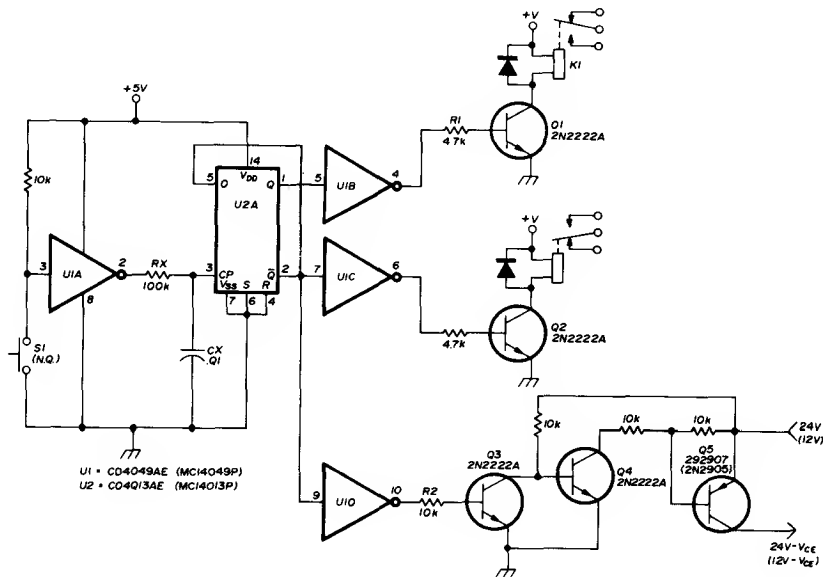 +5V
10k
3
U1A
2
8
S1
(N.O.)
RX
100k
CX
.Q1
5
D
VDD
14
Q
1
U2A
3
CP
Q̅
2
VSS
S
R
7
6
4
5
U1B
4
R1
4.7k
+V
K1
Q1
2N2222A
7
U1C
6
4.7k
+V
Q2
2N2222A
9
U1D
10
R2
10k
Q3
2N2222A
10k
Q4
2N2222A
10k
10k
Q5
292907
(2N2905)
24V
(12V)
24V-VCE
(12V-VCE)
U1 = CD4049AE (MC14049P)
U2 = CD4Q13AE (MC14013P)